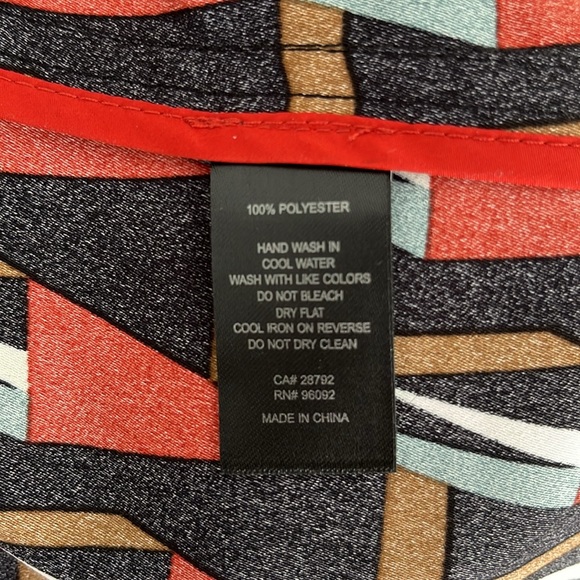 100% POLYESTER
HAND WASH IN
COOL WATER
WASH WITH LIKE COLORS
DO NOT BLEACH
DRY FLAT
COOL IRON ON REVERSE
DO NOT DRY CLEAN
CA# 28792
RN# 96092
MADE IN CHINA